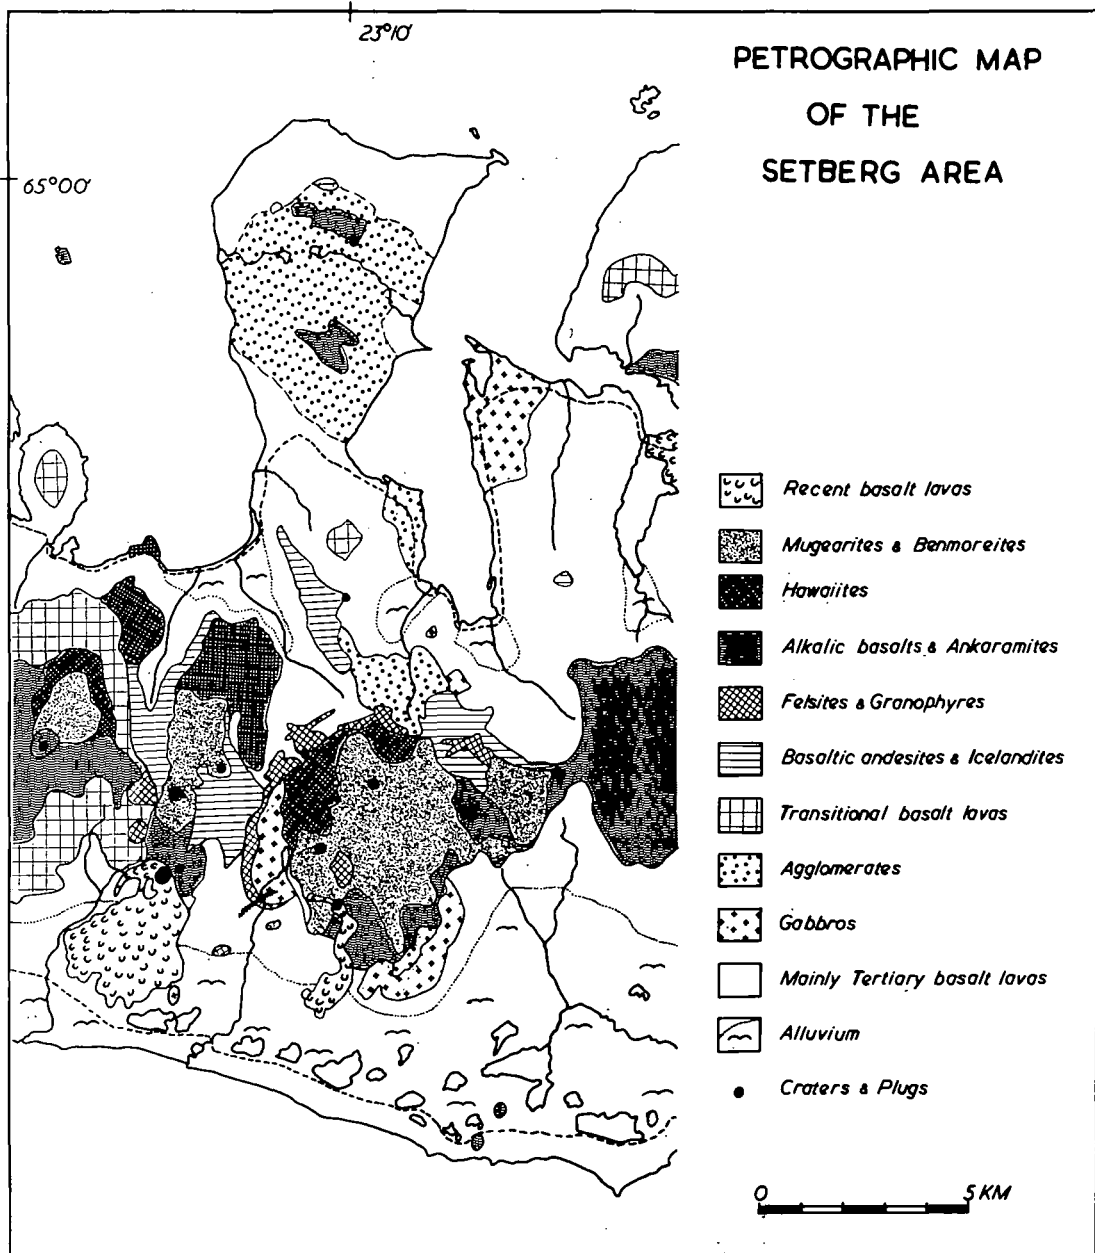 23°10'
65°00'
PETROGRAPHIC MAP
OF THE
SETBERG AREA
Recent basalt lavas
Mugearites & Benmoreites
Hawaiites
Alkalic basalts & Ankaramites
Felsites & Granophyres
Basaltic andesites & Icelandites
Transitional basalt lavas
Agglomerates
Gabbros
Mainly Tertiary basalt lavas
Alluvium
Craters & Plugs
0 5 KM